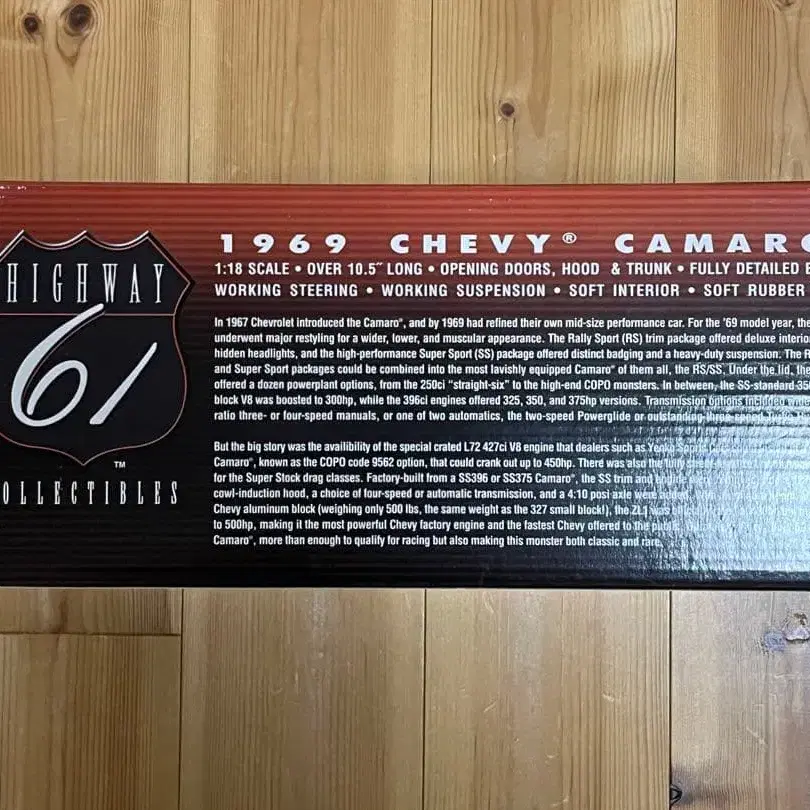 HIGHWAY
61
TM
OLLECTIBLES
1969 CHEVY® CAMARO
1:18 SCALE • OVER 10.5" LONG • OPENING DOORS, HOOD & TRUNK • FULLY DETAILED
WORKING STEERING • WORKING SUSPENSION • SOFT INTERIOR • SOFT RUBBER
In 1967 Chevrolet introduced the Camaro®, and by 1969 had refined their own mid-size performance car. For the '69 model year, the
underwent major restyling for a wider, lower, and muscular appearance. The Rally Sport (RS) trim package offered deluxe interior
hidden headlights, and the high-performance Super Sport (SS) package offered distinct badging and a heavy-duty suspension. The R
and Super Sport packages could be combined into the most lavishly equipped Camaro® of them all, the RS/SS. Under the lid, the
offered a dozen powerplant options, from the 250ci "straight-six" to the high-end COPO monsters. In between, the SS-standard 350
block V8 was boosted to 300hp, while the 396ci engines offered 325, 350, and 375hp versions. Transmission options included wide
ratio three- or four-speed manuals, or one of two automatics, the two-speed Powerglide or outstanding three-speed
But the big story was the availibility of the special crated L72 427ci V8 engine that dealers such as Yenko
Camaro®, known as the COPO code 9562 option, that could crank out up to 450hp. There was also the
for the Super Stock drag classes. Factory-built from a SS396 or SS375 Camaro®, the SS trim and
cowl-induction hood, a choice of four-speed or automatic transmission, and a 4:10 posi axle were added
Chevy aluminum block (weighing only 500 lbs, the same weight as the 327 small block!), the ZL1 was
to 500hp, making it the most powerful Chevy factory engine and the fastest Chevy offered to the
Camaro®, more than enough to qualify for racing but also making this monster both classic and rare.